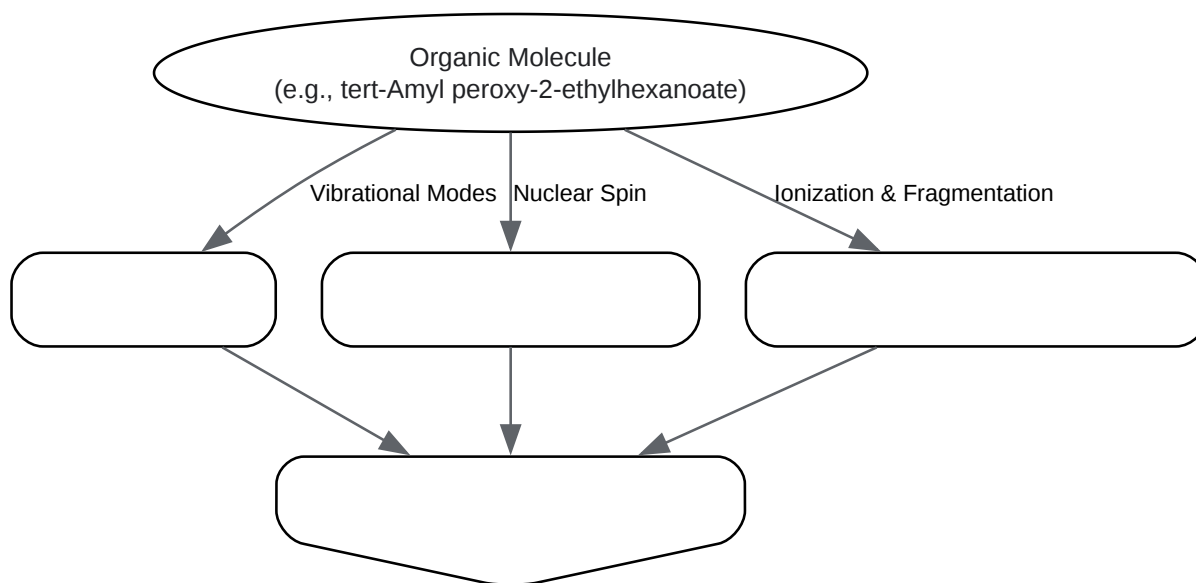 Organic Molecule
(e.g., tert-Amyl peroxy-2-ethylhexanoate)
Vibrational Modes
Nuclear Spin
Ionization & Fragmentation